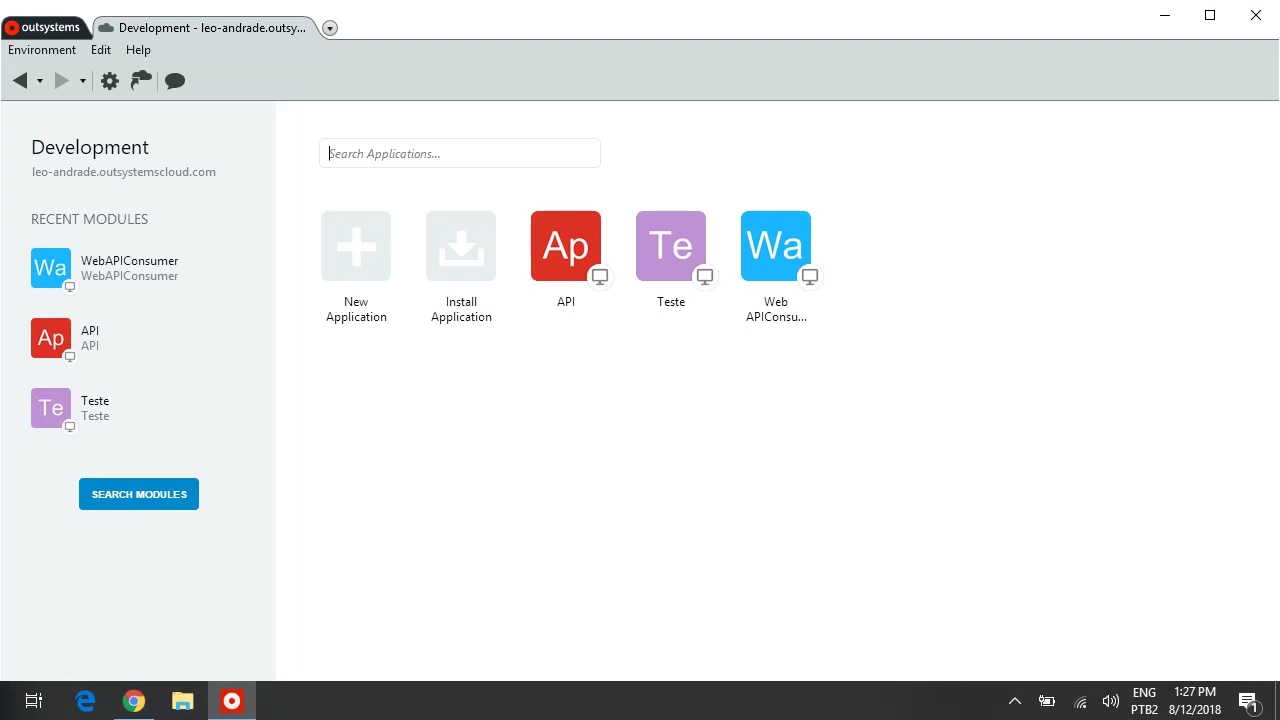 outsystems
Development - leo-andrade.outsy...
Environment Edit Help
Development
leo-andrade.outsystemscloud.com
RECENT MODULES
Wa
WebAPIConsumer
WebAPIConsumer
Ap
API
API
Te
Teste
Teste
SEARCH MODULES
Search Applications...
Ap
Te
Wa
New
Application
Install
Application
API
Teste
Web
APIConsu...
ENG
PTB2
1:27 PM
8/12/2018
1